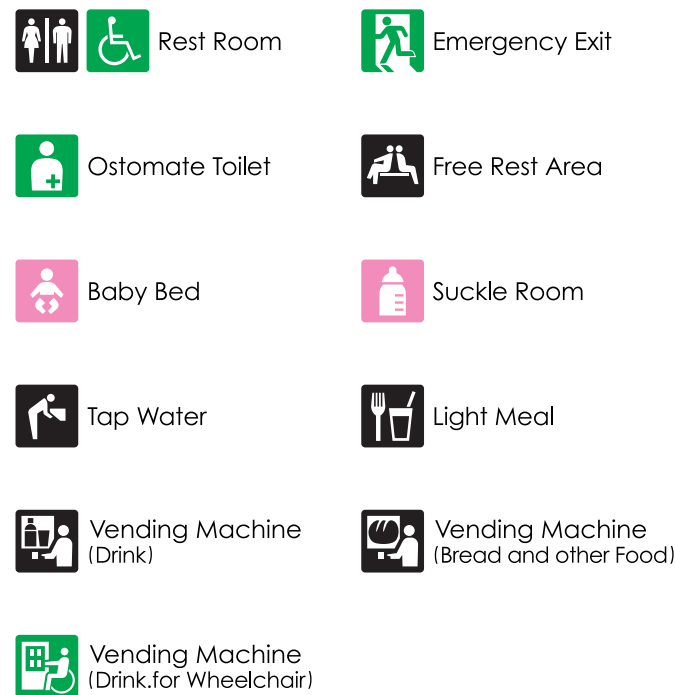 Rest Room
Emergency Exit
Ostomate Toilet
Free Rest Area
Baby Bed
Suckle Room
Tap Water
Light Meal
Vending Machine
(Drink)
Vending Machine
(Bread and other Food)
Vending Machine
(Drink.for Wheelchair)